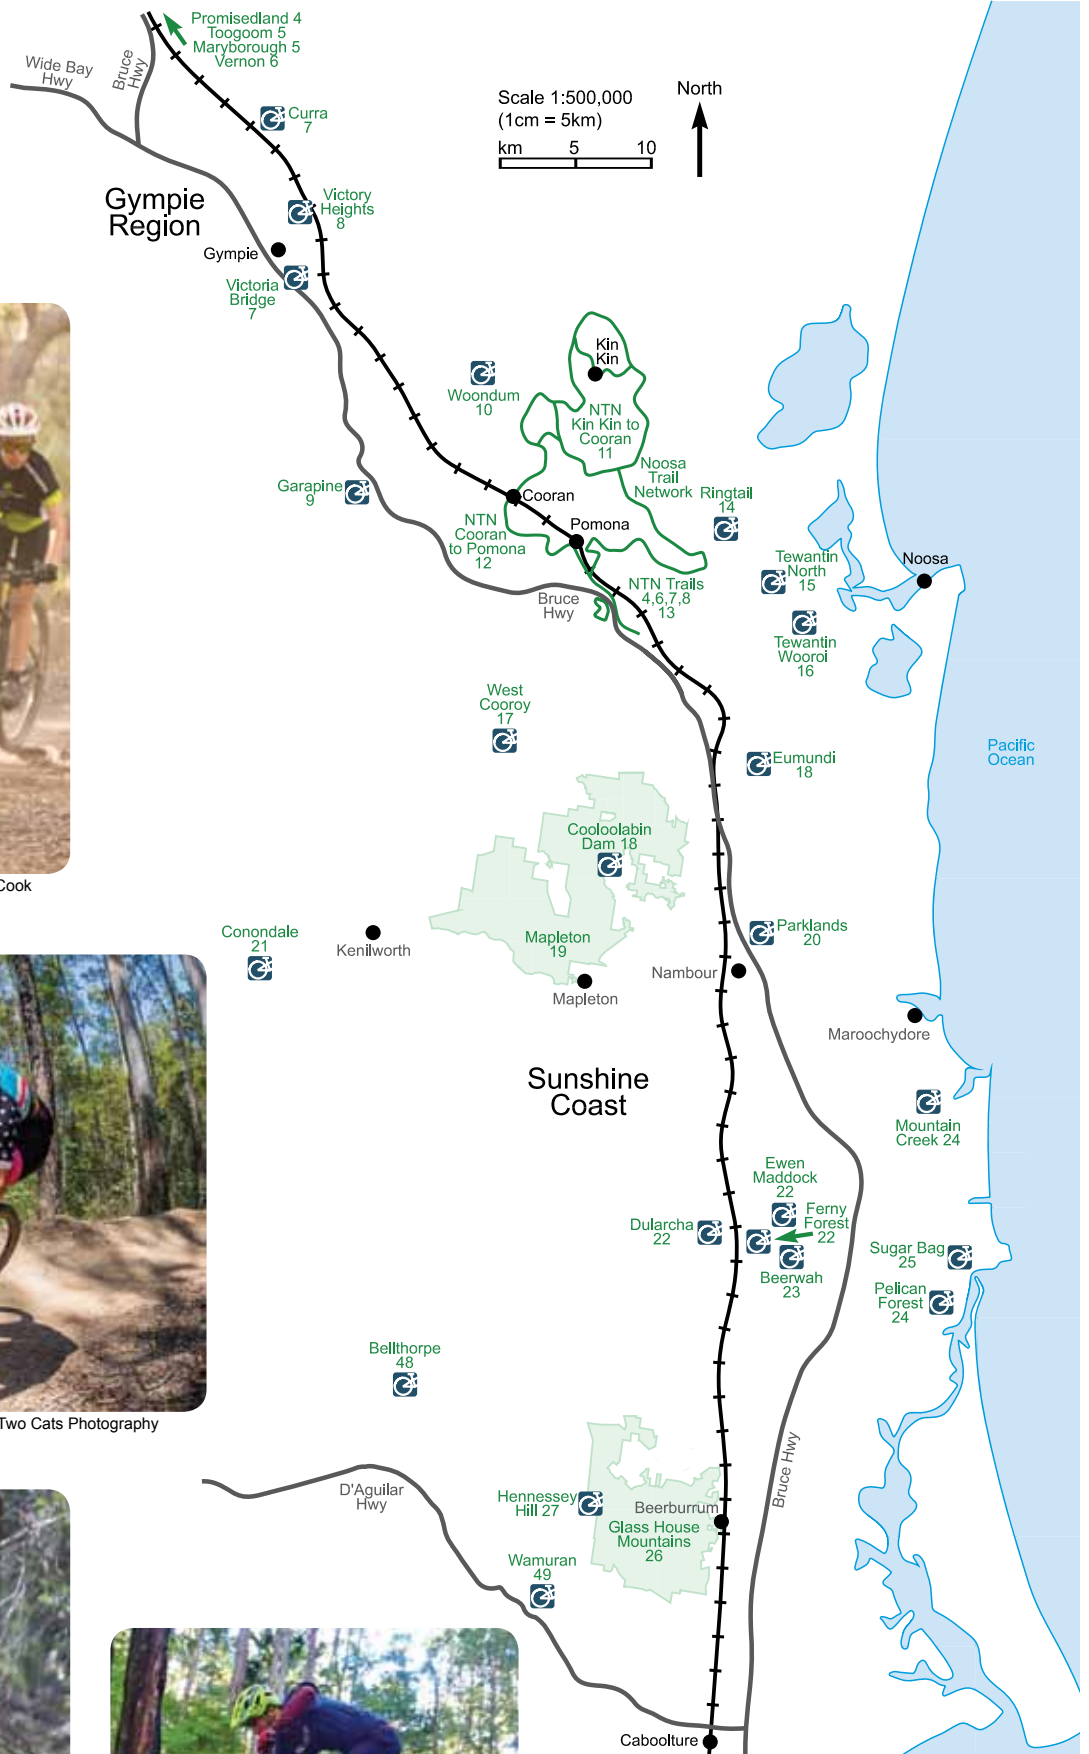 Promisedland 4
Toogoom 5
Maryborough 5
Vernon 6
Wide Bay
Hwy
Bruce
Hwy
Curra
7
Scale 1:500,000
(1cm = 5km)
km 5 10
North
Gympie
Region
Victory
Heights
8
Gympie
Victoria
Bridge
7
Kin
Kin
Woondum
10
NTN
Kin Kin to
Cooran
11
Noosa
Trail
Network
Garapine
9
Cooran
Ringtail
14
NTN
Cooran
to Pomona
12
Pomona
Tewantin
North
15
Noosa
NTN Trails
4,6,7,8
13
Bruce
Hwy
Tewantin
Wooroi
16
West
Cooroy
17
Pacific
Ocean
Eumundi
18
Cooloolabin
Dam 18
Cook
Conondale
21
Kenilworth
Mapleton
19
Parklands
20
Nambour
Mapleton
Maroochydore
Sunshine
Coast
Mountain
Creek 24
Ewen
Maddock
22
Dularcha
22
Ferny
Forest
22
Beerwah
23
Sugar Bag
25
Pelican
Forest
24
Bellthorpe
48
Two Cats Photography
D'Aguilar
Hwy
Bruce Hwy
Hennessey
Hill 27
Beerburrum
Glass House
Mountains
26
Wamuran
49
Caboolture